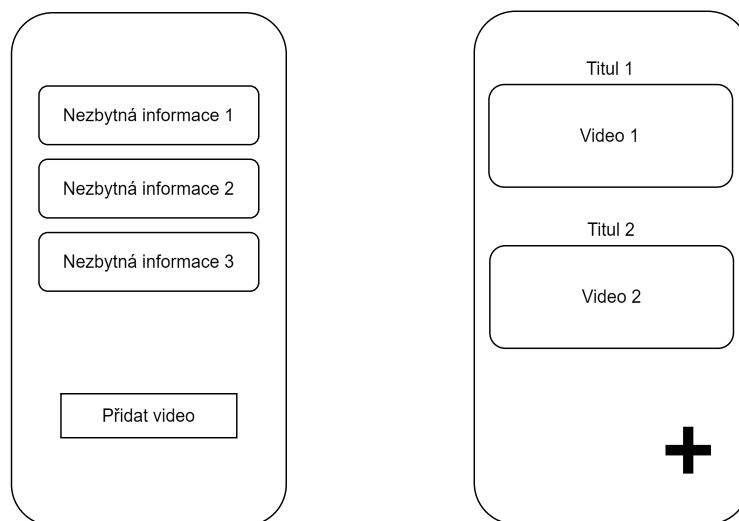 Nezbytná informace 1
Nezbytná informace 2
Nezbytná informace 3
Přidat video
Titul 1
Video 1
Titul 2
Video 2